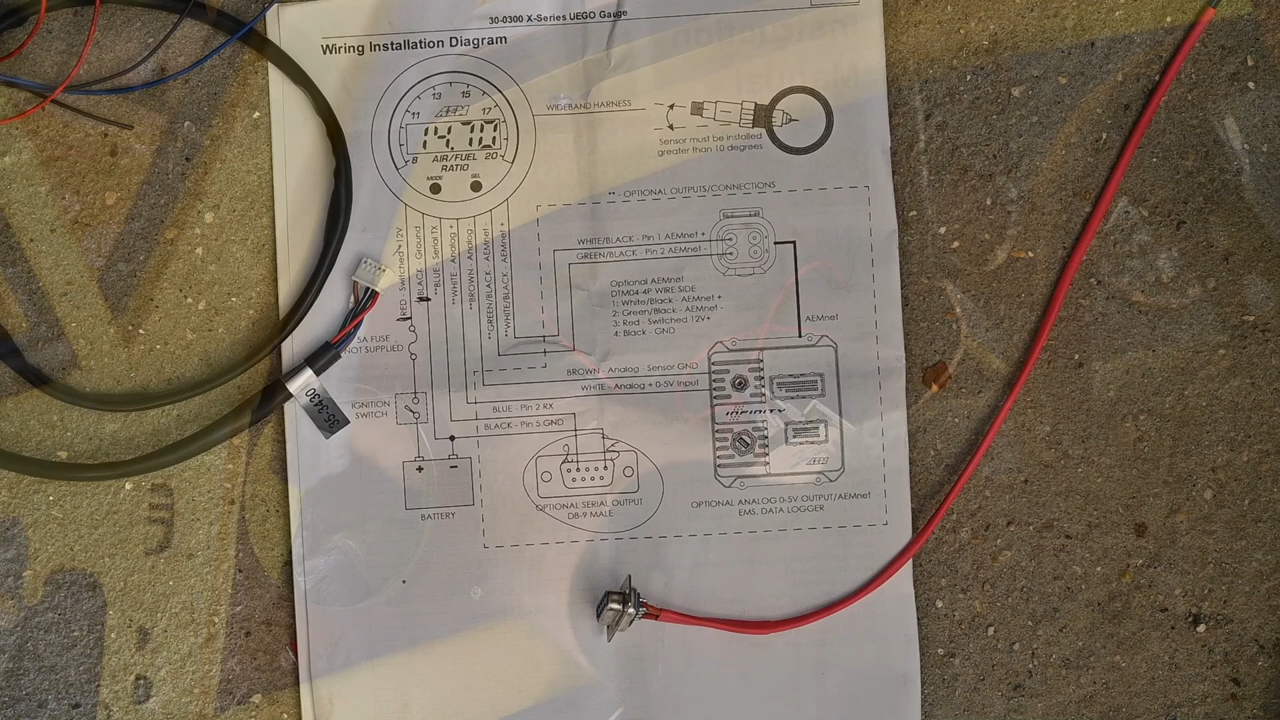 30-0300 X-Series UEGO Gauge
Wiring Installation Diagram
13
15
11
17
AEM
14.70
8
20
AIR/FUEL
RATIO
MODE
SEL
WIDEBAND HARNESS
Sensor must be installed
greater than 10 degrees
** - OPTIONAL OUTPUTS/CONNECTIONS
RED - Switched 12V
BLACK - Ground
**BLUE - Serial TX
**WHITE - Analog +
**BROWN - Analog -
**GREEN/BLACK - AEMnet -
**WHITE/BLACK - AEMnet +
WHITE/BLACK - Pin 1 AEMnet +
GREEN/BLACK - Pin 2 AEMnet -
Optional AEMnet
DTM04-4P WIRE SIDE
1: White/Black - AEMnet +
2: Green/Black - AEMnet -
3: Red - Switched 12V+
4: Black - GND
AEMnet
5A FUSE
NOT SUPPLIED
BROWN - Analog - Sensor GND
WHITE - Analog + 0-5V Input
IGNITION
SWITCH
BLUE - Pin 2 RX
BLACK - Pin 5 GND
INFINITY
AEM
+
-
BATTERY
OPTIONAL SERIAL OUTPUT
DB-9 MALE
OPTIONAL ANALOG 0-5V OUTPUT/AEMnet
EMS, DATA LOGGER
35-3430